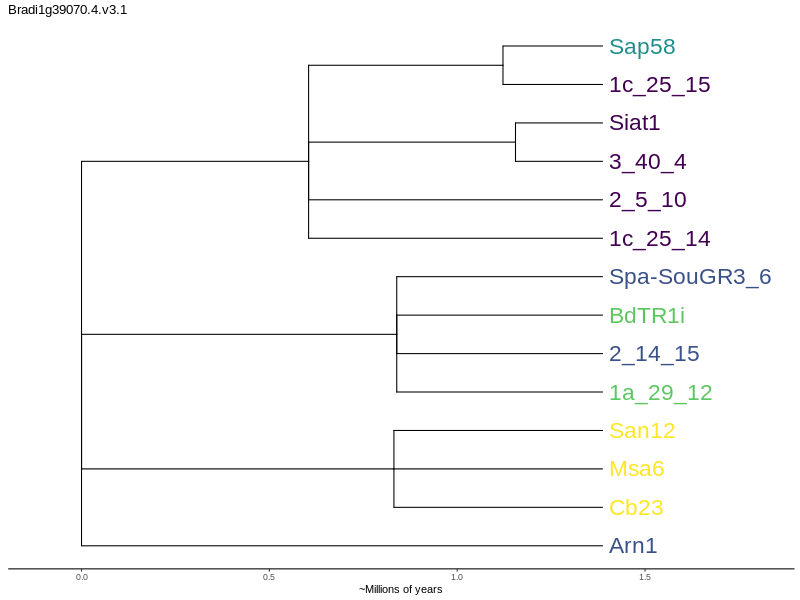 Bradi1g39070.4.v3.1
Sap58
1c_25_15
Siat1
3_40_4
2_5_10
1c_25_14
Spa-SouGR3_6
BdTR1i
2_14_15
1a_29_12
San12
Msa6
Cb23
Arn1
0.0 0.5 1.0 1.5
~Millions of years